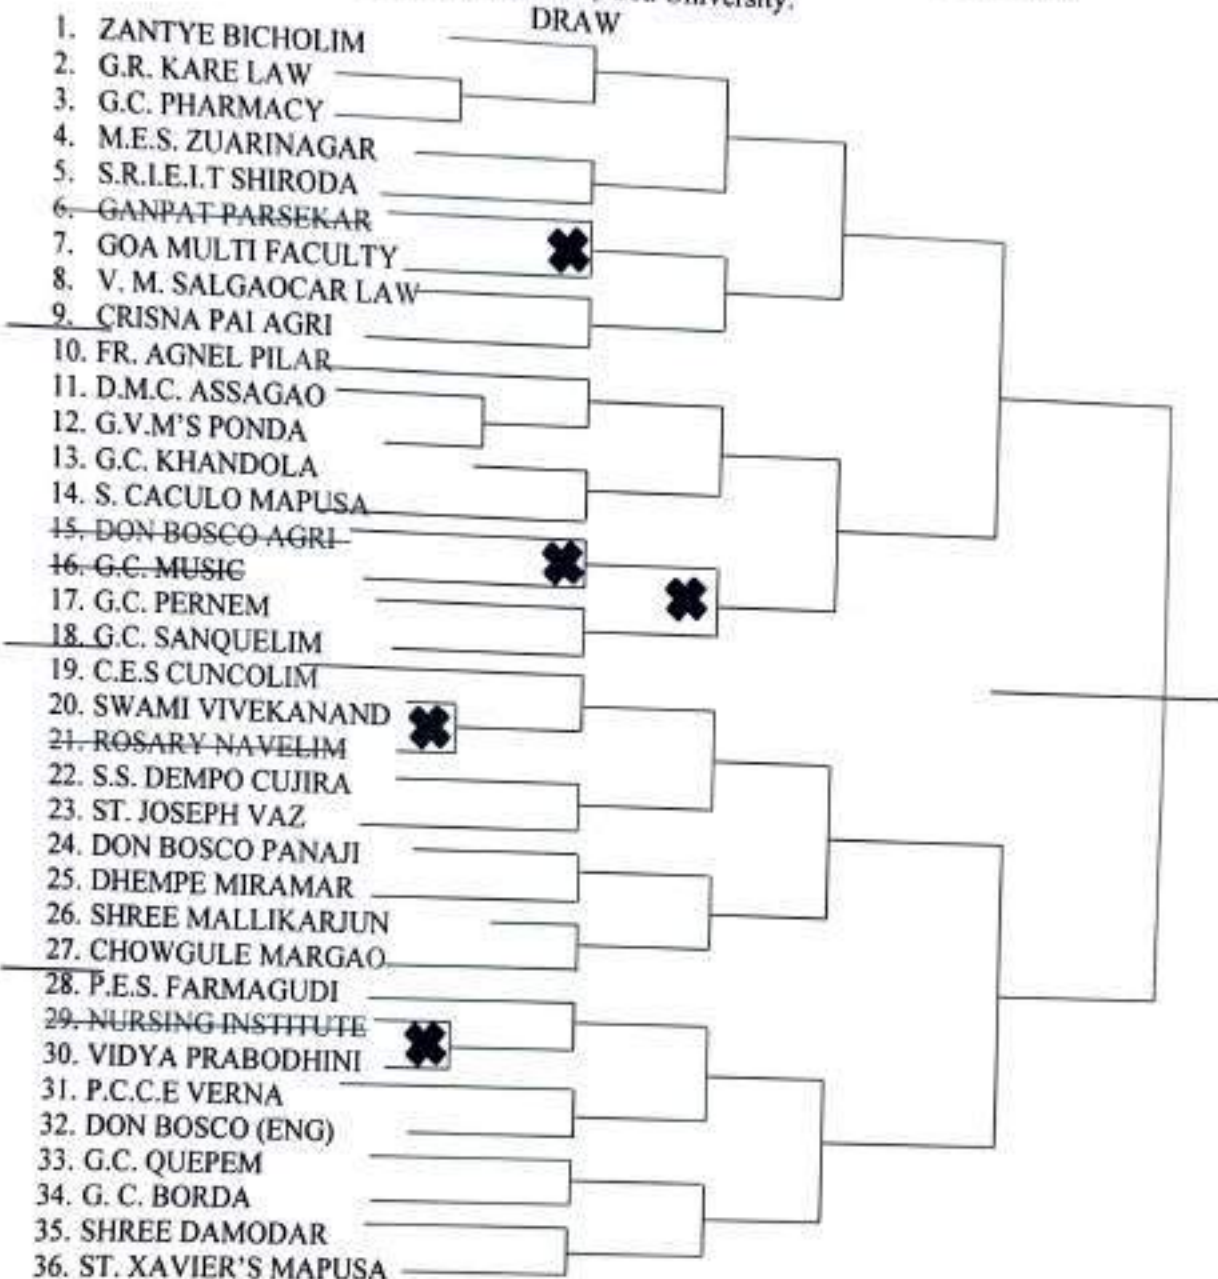 University.
DRAW
1. ZANTYE BICHOLIM
2. G.R. KARE LAW
3. G.C. PHARMACY
4. M.E.S. ZUARINAGAR
5. S.R.I.E.I.T SHIRODA
6. GANPAT PARSEKAR
7. GOA MULTI FACULTY
8. V. M. SALGAOCAR LAW
9. CRISNA PAI AGRI
10. FR. AGNEL PILAR
11. D.M.C. ASSAGAO
12. G.V.M'S PONDA
13. G.C. KHANDOLA
14. S. CACULO MAPUSA
15. DON BOSCO AGRI
16. G.C. MUSIC
17. G.C. PERNEM
18. G.C. SANQUELIM
19. C.E.S CUNCOLIM
20. SWAMI VIVEKANAND
21. ROSARY NAVELIM
22. S.S. DEMPO CUJIRA
23. ST. JOSEPH VAZ
24. DON BOSCO PANAJI
25. DHEMPE MIRAMAR
26. SHREE MALLIKARJUN
27. CHOWGULE MARGAO
28. P.E.S. FARMAGUDI
29. NURSING INSTITUTE
30. VIDYA PRABODHINI
31. P.C.C.E VERNA
32. DON BOSCO (ENG)
33. G.C. QUEPEM
34. G. C. BORDA
35. SHREE DAMODAR
36. ST. XAVIER'S MAPUSA